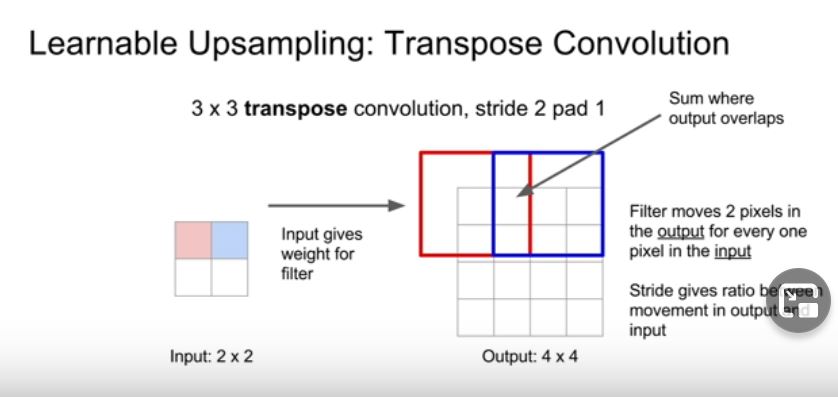 Learnable Upsampling: Transpose Convolution
3 x 3 transpose convolution, stride 2 pad 1
Sum where
output overlaps
Input gives
weight for
filter
Filter moves 2 pixels in
the output for every one
pixel in the input
Stride gives ratio between
movement in output and
input
Input: 2 x 2
Output: 4 x 4